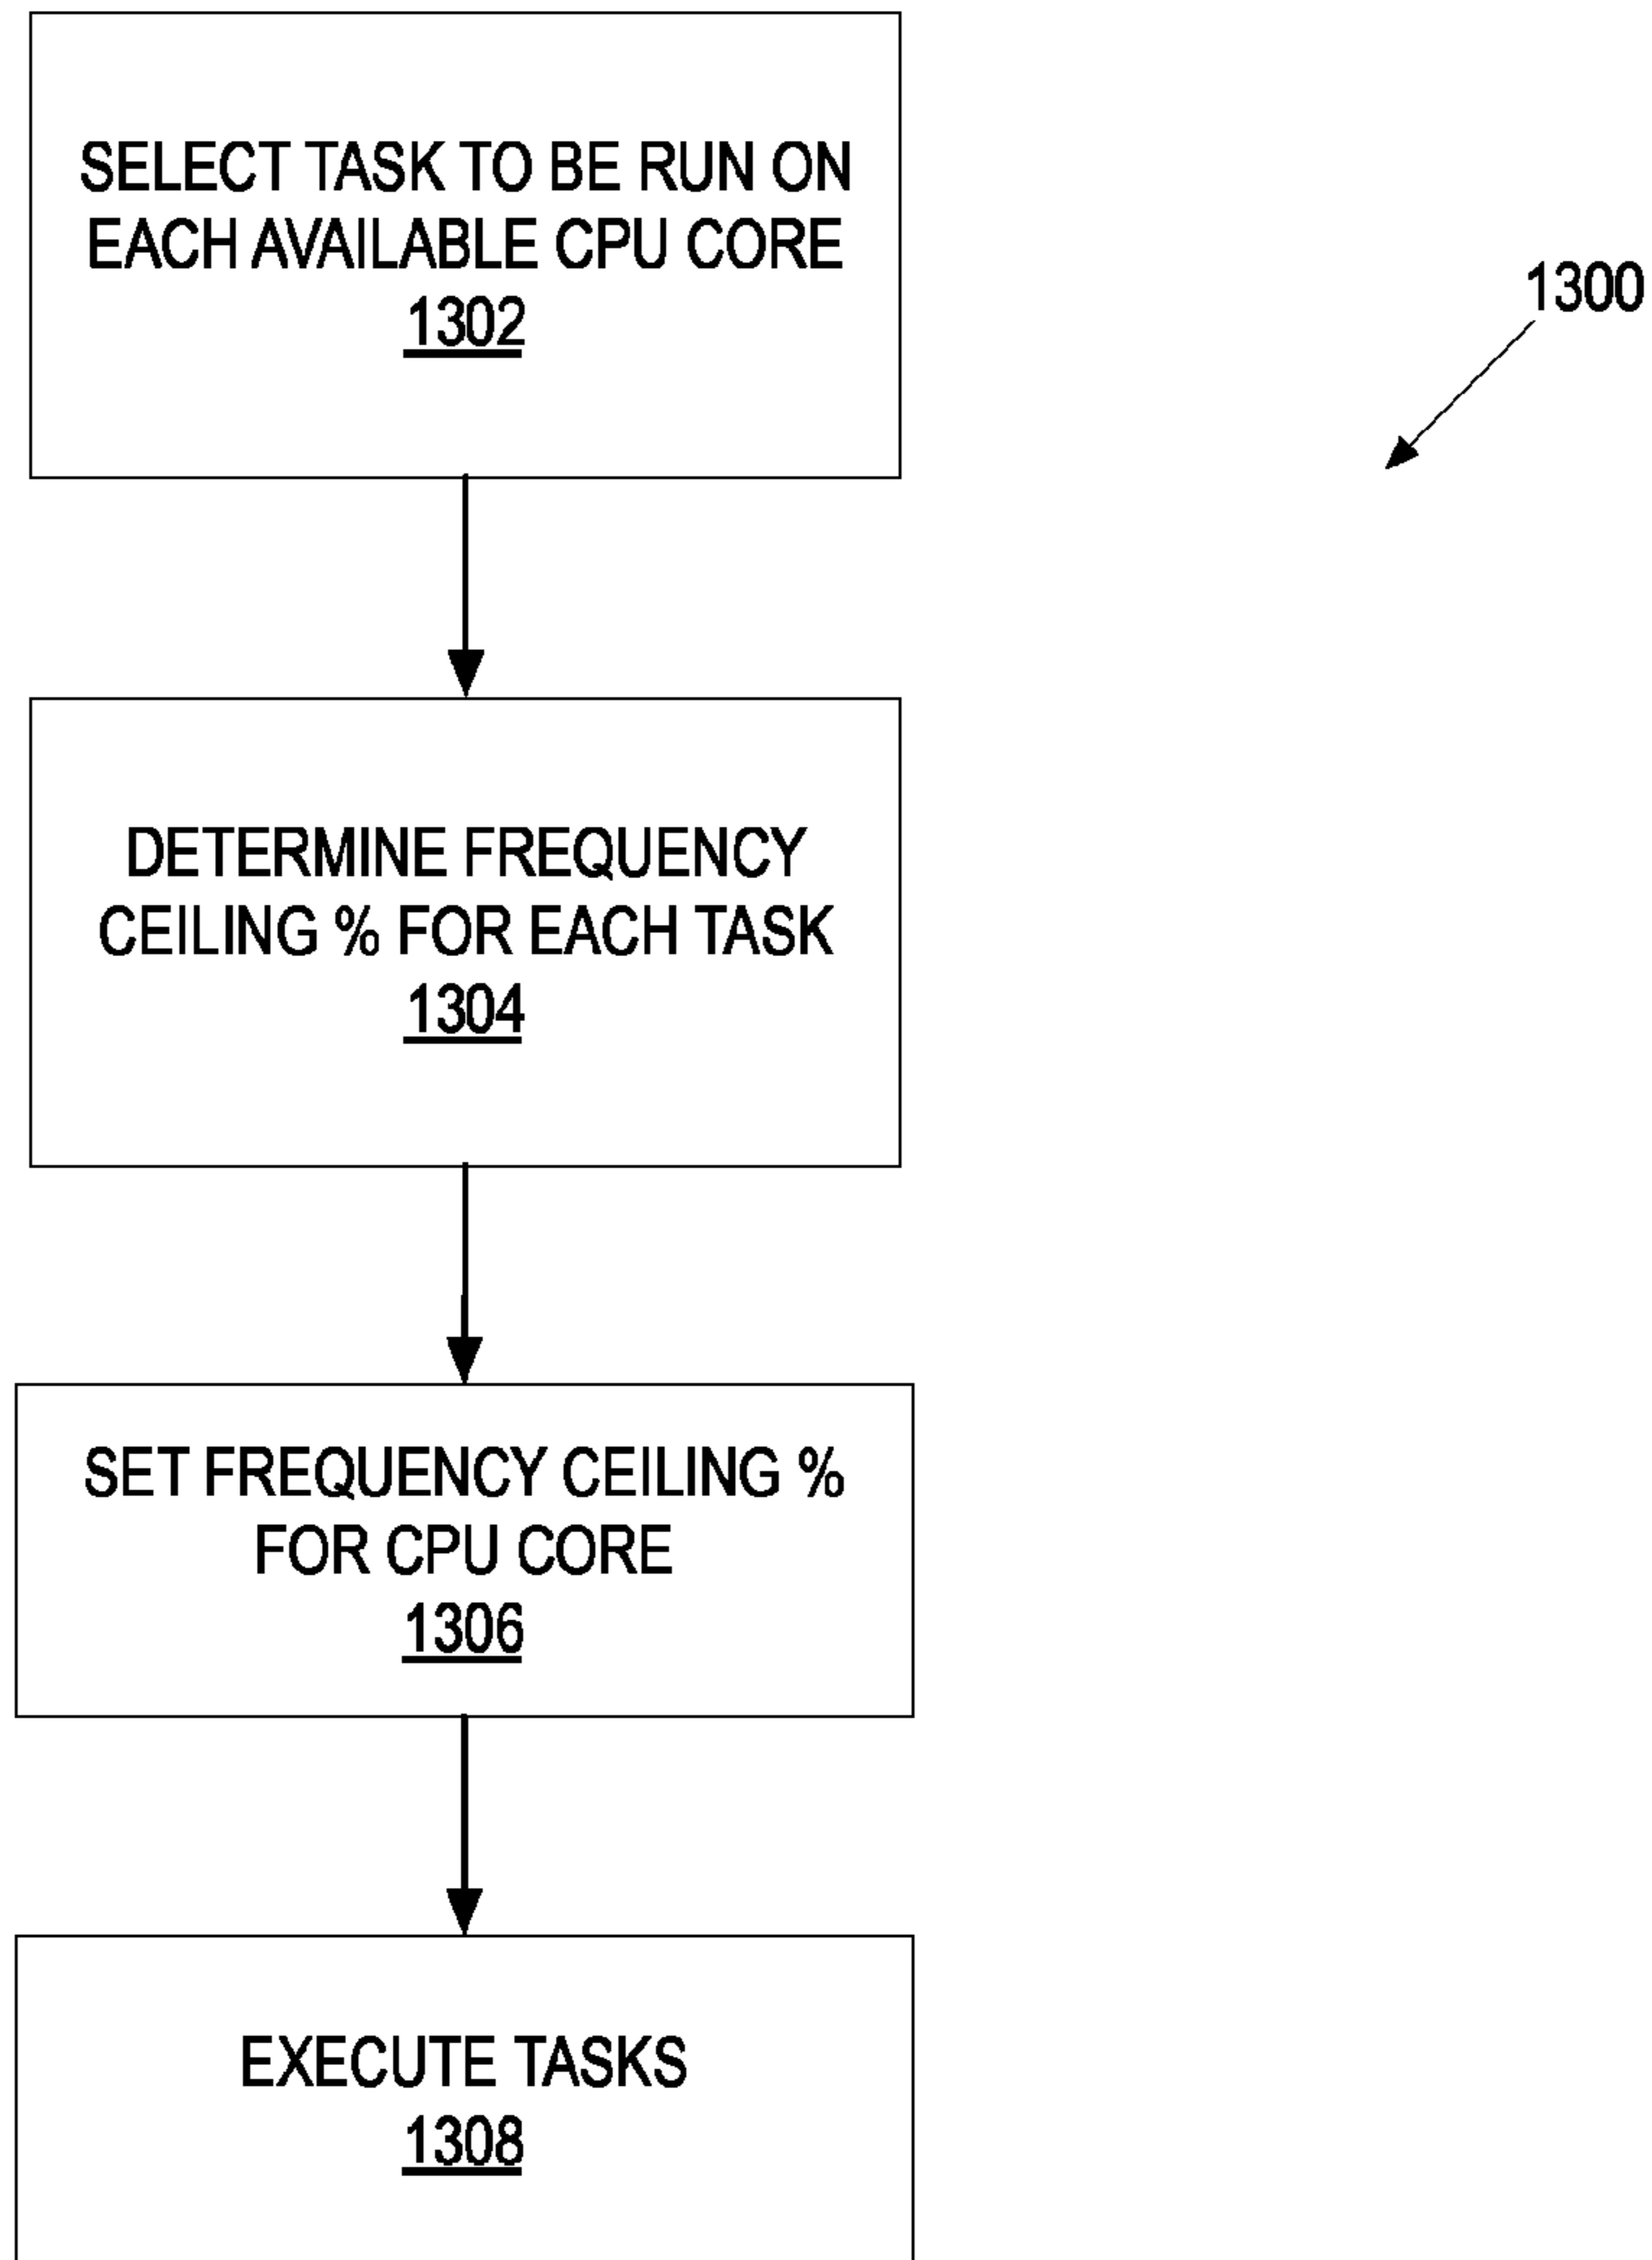 SELECT TASK TO BE RUN ON
EACH AVAILABLE CPU CORE
1302
1300
DETERMINE FREQUENCY
CEILING % FOR EACH TASK
1304
SET FREQUENCY CEILING %
FOR CPU CORE
1306
EXECUTE TASKS
1308